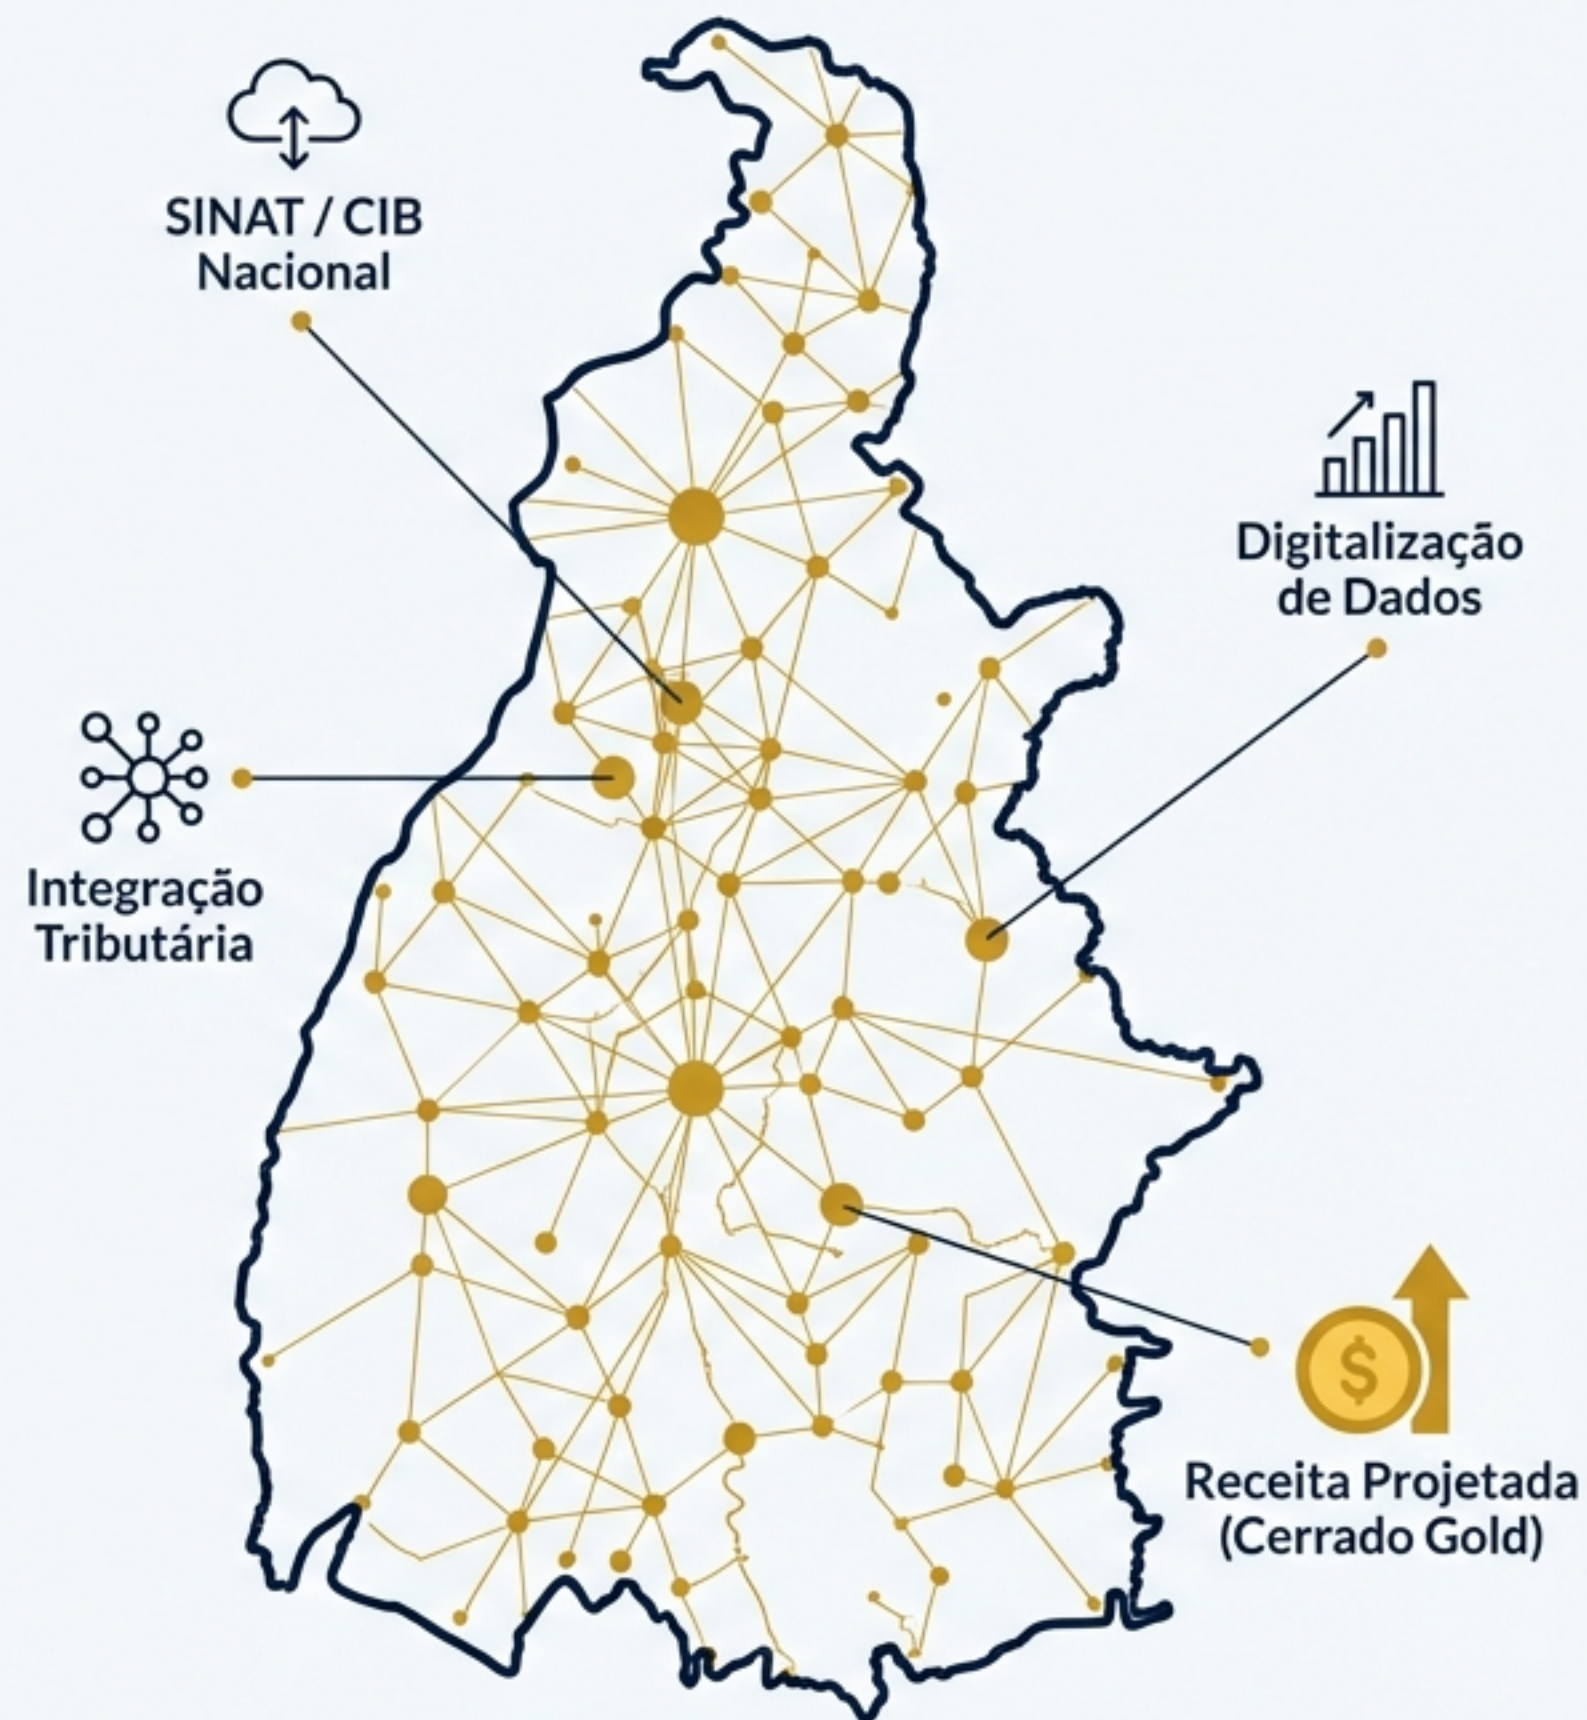 SINAT / CIB
Nacional
Digitalização
de Dados
Integração
Tributária
$
Receita Projetada
(Cerrado Gold)